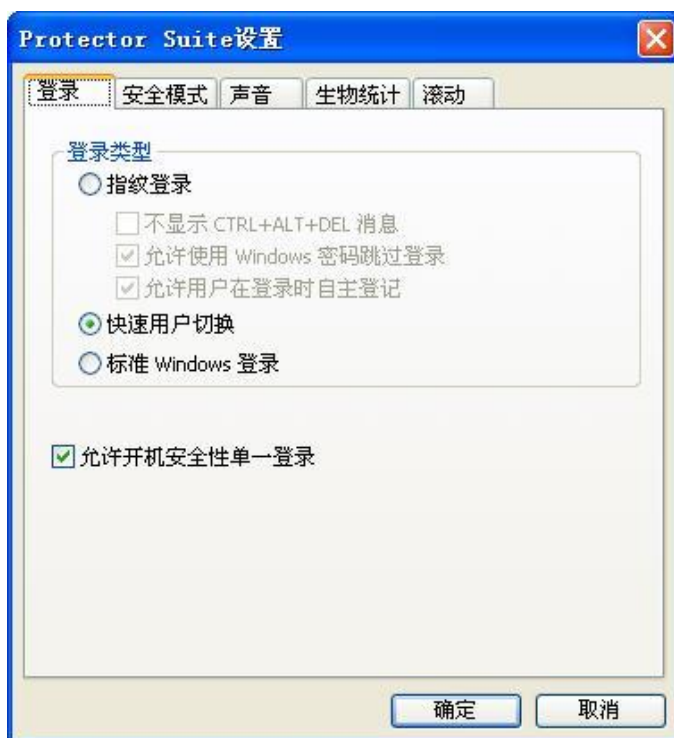 Protector Suite设置
登录 安全模式 声音 生物统计 滚动
登录类型
指纹登录
不显示 CTRL+ALT+DEL 消息
允许使用 Windows 密码跳过登录
允许用户在登录时自主登记
快速用户切换
标准 Windows 登录
允许开机安全性单一登录
确定 取消